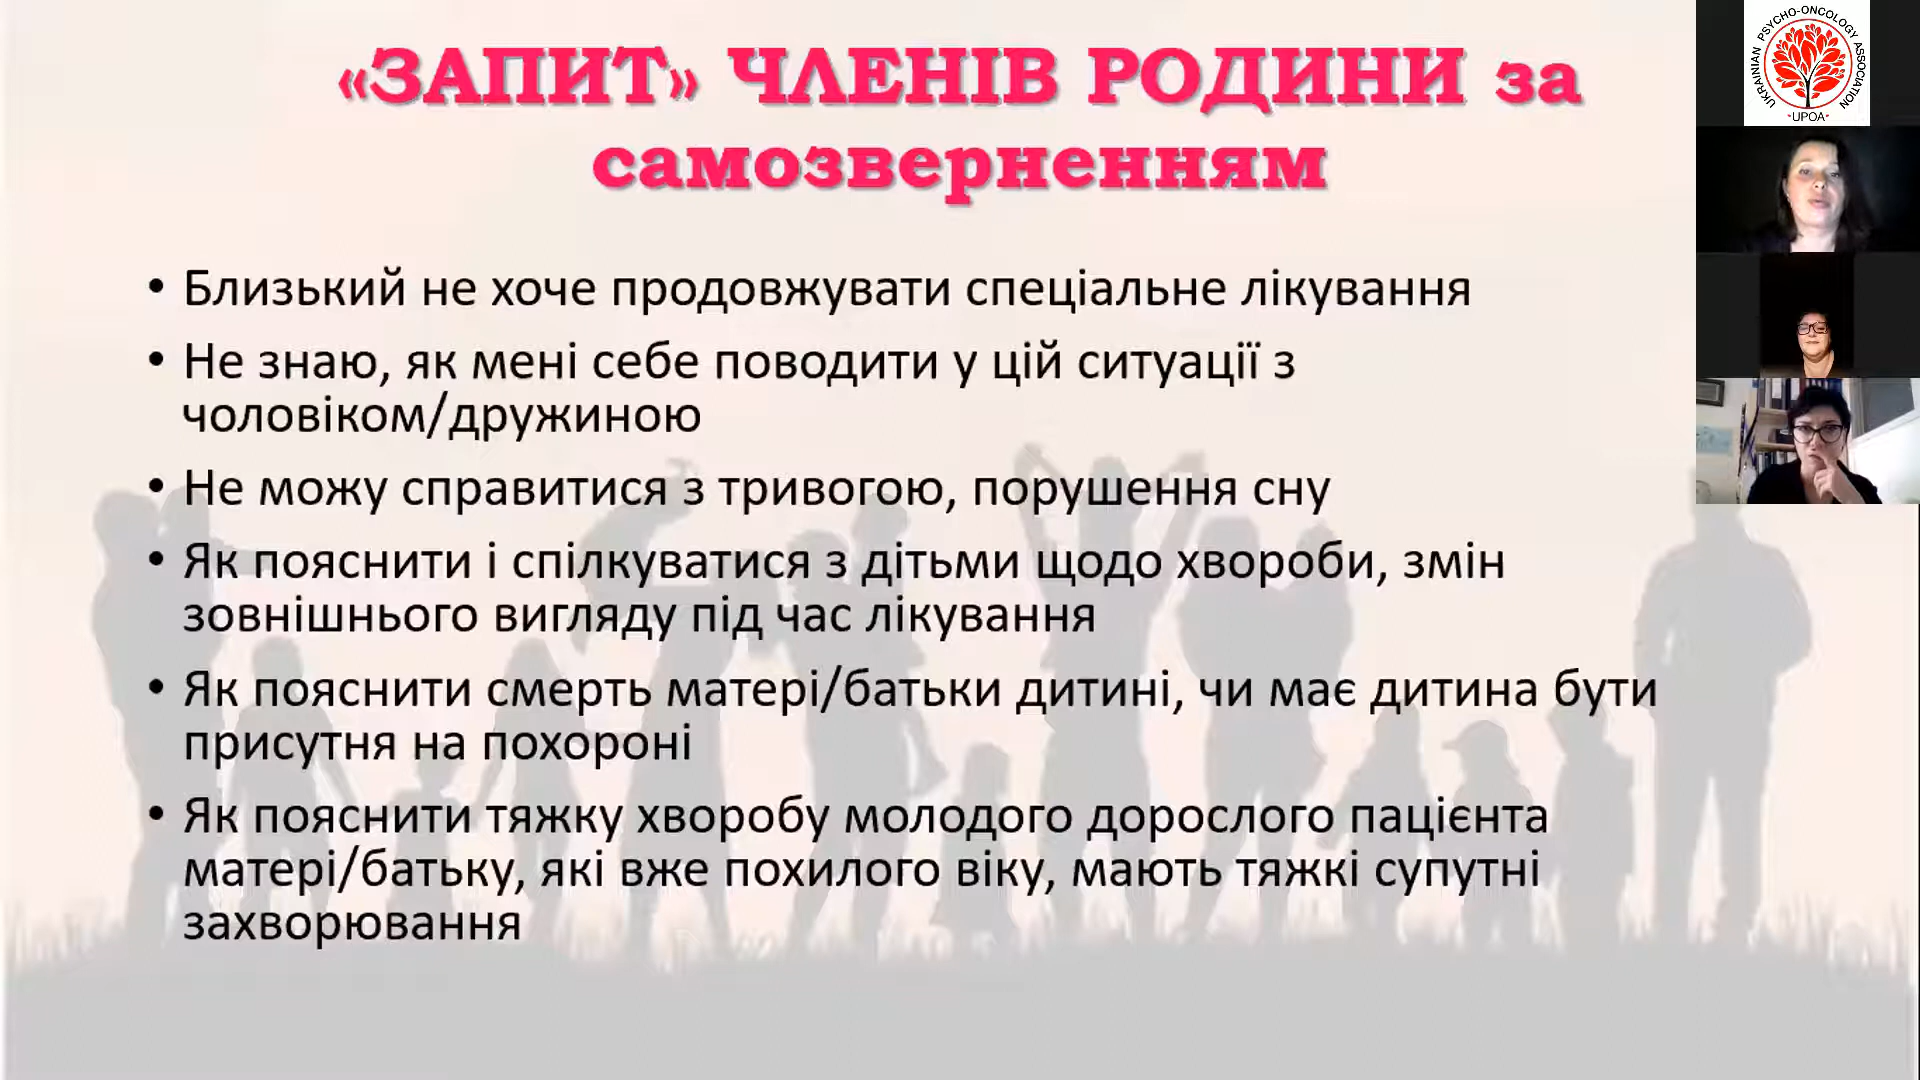 «ЗАПИТ» ЧЛЕНІВ РОДИНИ за
самозверненням
• Близький не хоче продовжувати спеціальне лікування
• Не знаю, як мені себе поводити у цій ситуації з
чоловіком/дружиною
• Не можу справитися з тривогою, порушення сну
• Як пояснити і спілкуватися з дітьми щодо хвороби, змін
зовнішнього вигляду під час лікування
• Як пояснити смерть матері/батьки дитині, чи має дитина бути
присутня на похороні
• Як пояснити тяжку хворобу молодого дорослого пацієнта
матері/батьку, які вже похилого віку, мають тяжкі супутні
захворювання
UKRAINIAN PSYCHO-ONCOLOGY ASSOCIATION
•UPOA•